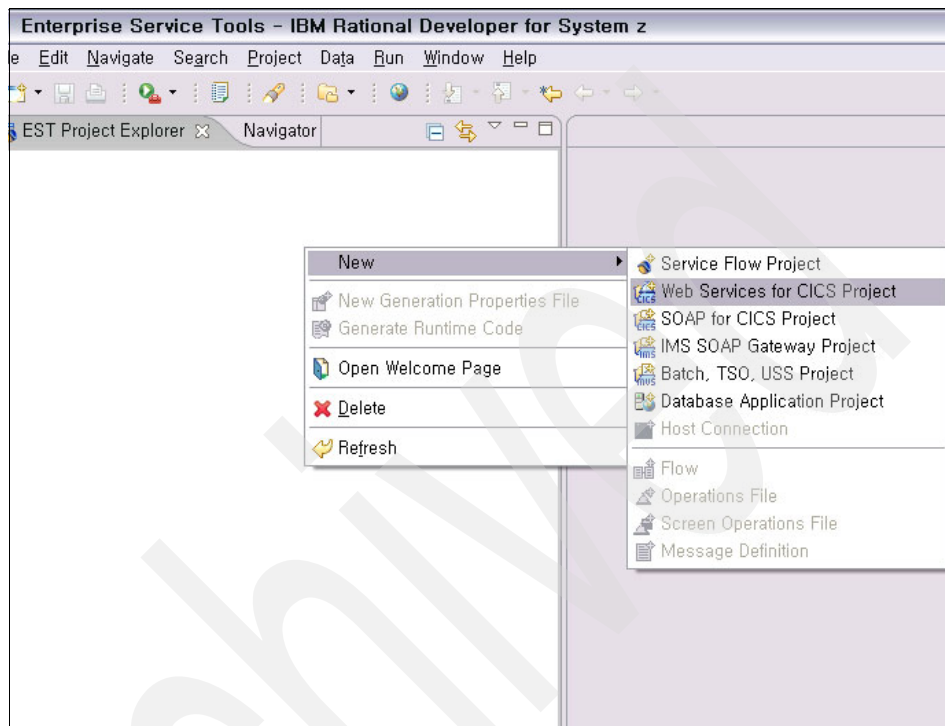 Enterprise Service Tools - IBM Rational Developer for System z
le Edit Navigate Search Project Data Run Window Help
EST Project Explorer Navigator
New
New Generation Properties File
Generate Runtime Code
Open Welcome Page
Delete
Refresh
Service Flow Project
Web Services for CICS Project
SOAP for CICS Project
IMS SOAP Gateway Project
Batch, TSO, USS Project
Database Application Project
Host Connection
Flow
Operations File
Screen Operations File
Message Definition